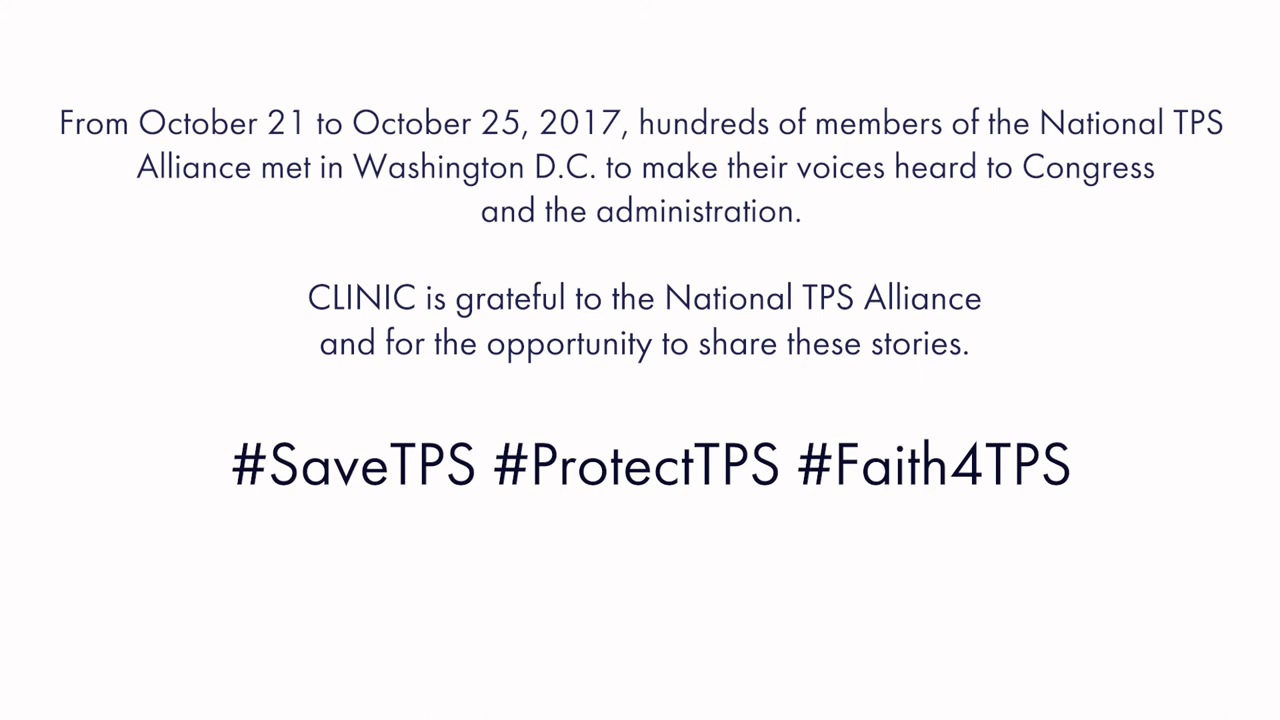 From October 21 to October 25, 2017, hundreds of members of the National TPS
Alliance met in Washington D.C. to make their voices heard to Congress
and the administration.
CLINIC is grateful to the National TPS Alliance
and for the opportunity to share these stories.
#SaveTPS #ProtectTPS #Faith4TPS